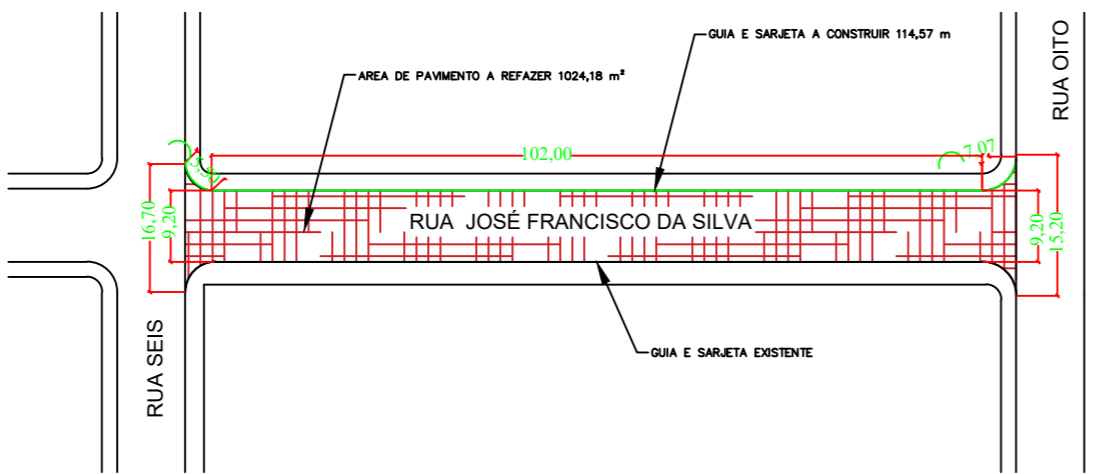 GUIA E SARJETA A CONSTRUIR 114,57 m
AREA DE PAVIMENTO A REFAZER 1024,18 m²
RUA OITO
102,00
7,07
RUA JOSÉ FRANCISCO DA SILVA
16,70
9,20
9,20
15,20
GUIA E SARJETA EXISTENTE
RUA SEIS